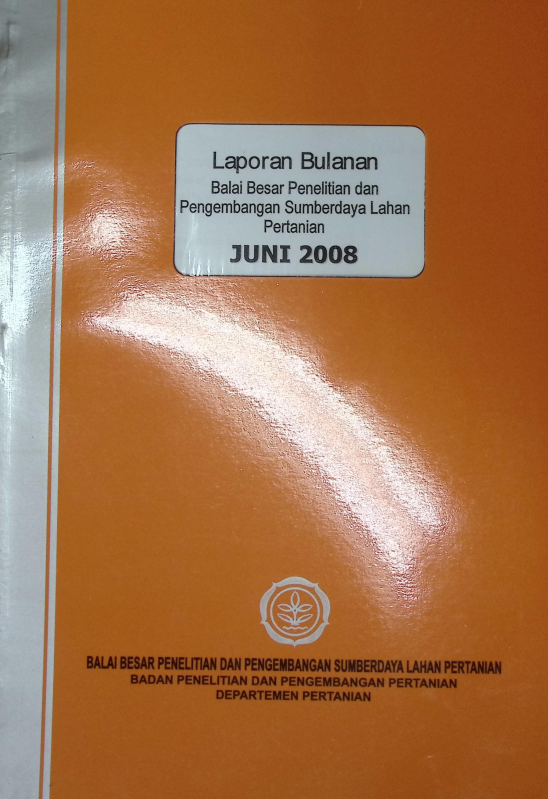 Laporan Bulanan
Balai Besar Penelitian dan
Pengembangan Sumberdaya Lahan
Pertanian
JUNI 2008
BALAI BESAR PENELITIAN DAN PENGEMBANGAN SUMBERDAYA LAHAN PERTANIAN
BADAN PENELITIAN DAN PENGEMBANGAN PERTANIAN
DEPARTEMEN PERTANIAN